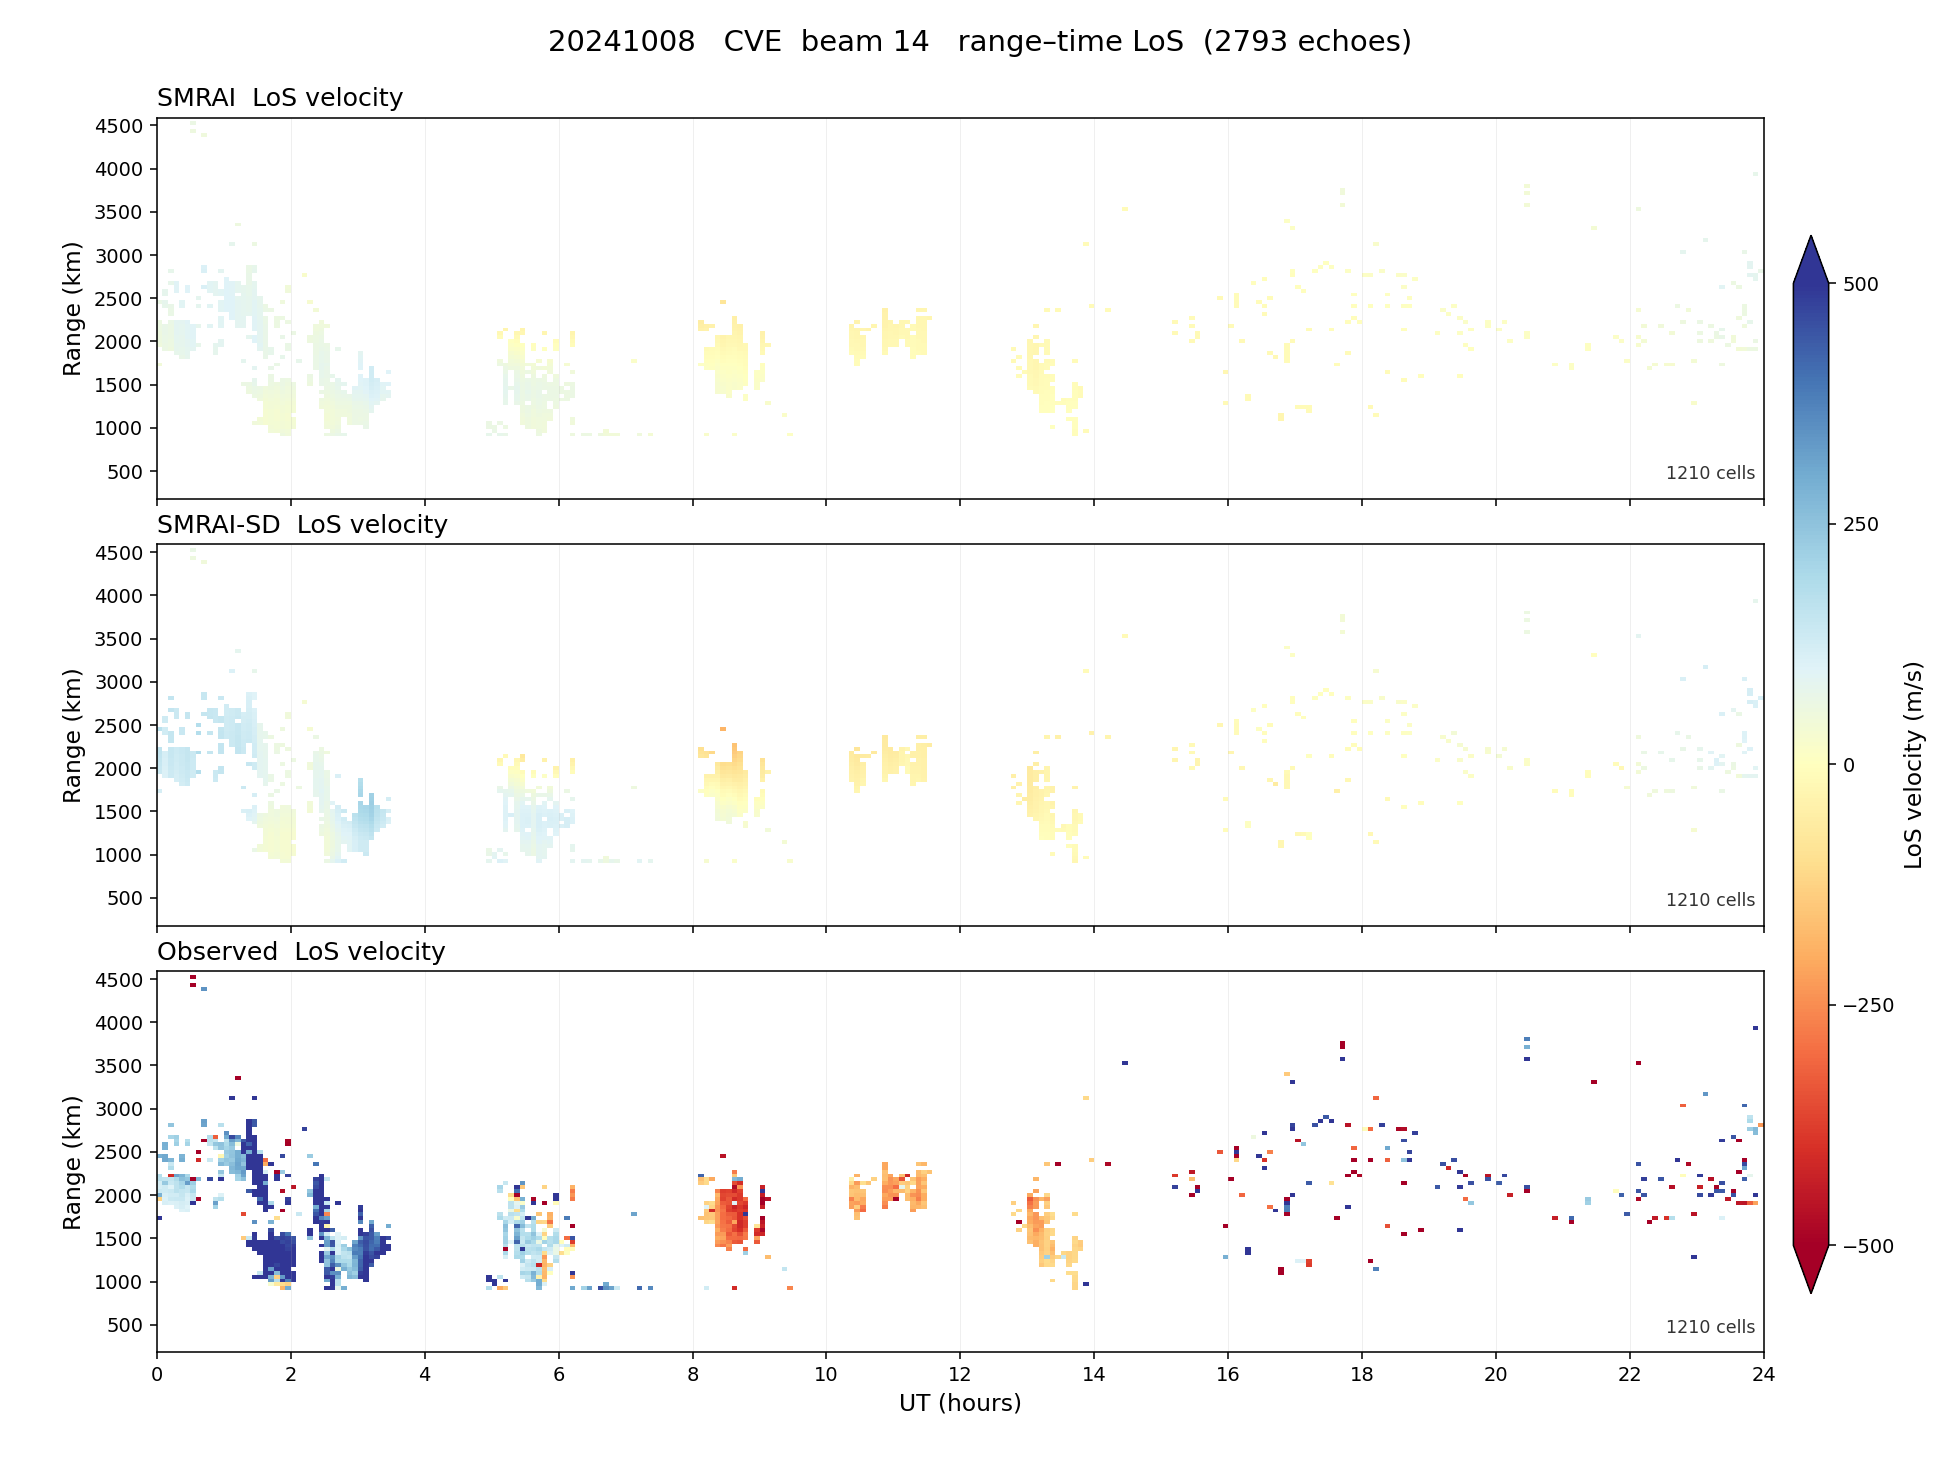 20241008   CVE  beam 14   range–time LoS  (2793 echoes)
SMRAI  LoS velocity
4500
4000
3500
3000
2500
2000
1500
1000
500
Range (km)
1210 cells
SMRAI-SD  LoS velocity
4500
4000
3500
3000
2500
2000
1500
1000
500
Range (km)
1210 cells
Observed  LoS velocity
4500
4000
3500
3000
2500
2000
1500
1000
500
Range (km)
1210 cells
0 2 4 6 8 10 12 14 16 18 20 22 24
UT (hours)
500
250
0
−250
−500
LoS velocity (m/s)